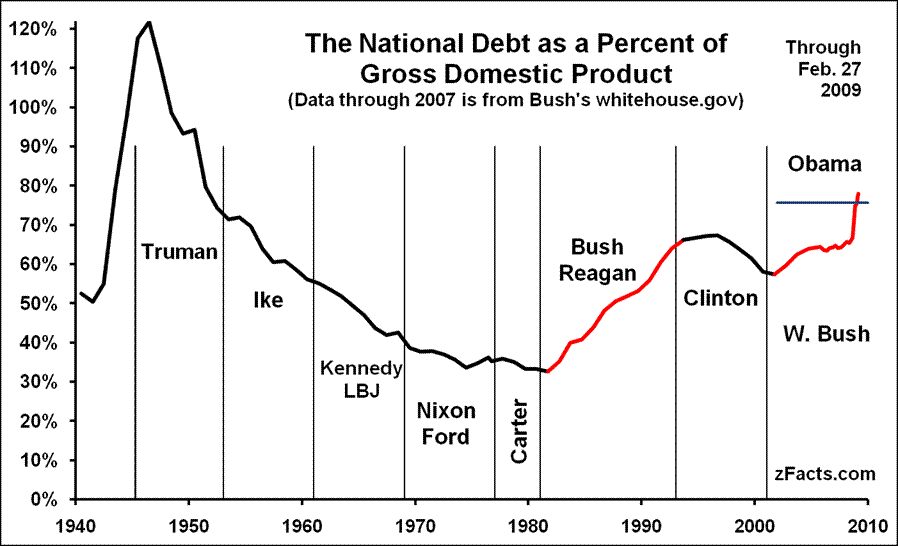 The National Debt as a Percent of
Gross Domestic Product
(Data through 2007 is from Bush's whitehouse.gov)
Through
Feb. 27
2009
120%
110%
100%
90%
80%
70%
60%
50%
40%
30%
20%
10%
0%
Truman
Ike
Kennedy
LBJ
Nixon
Ford
Carter
Bush
Reagan
Clinton
Obama
W. Bush
zFacts.com
1940
1950
1960
1970
1980
1990
2000
2010